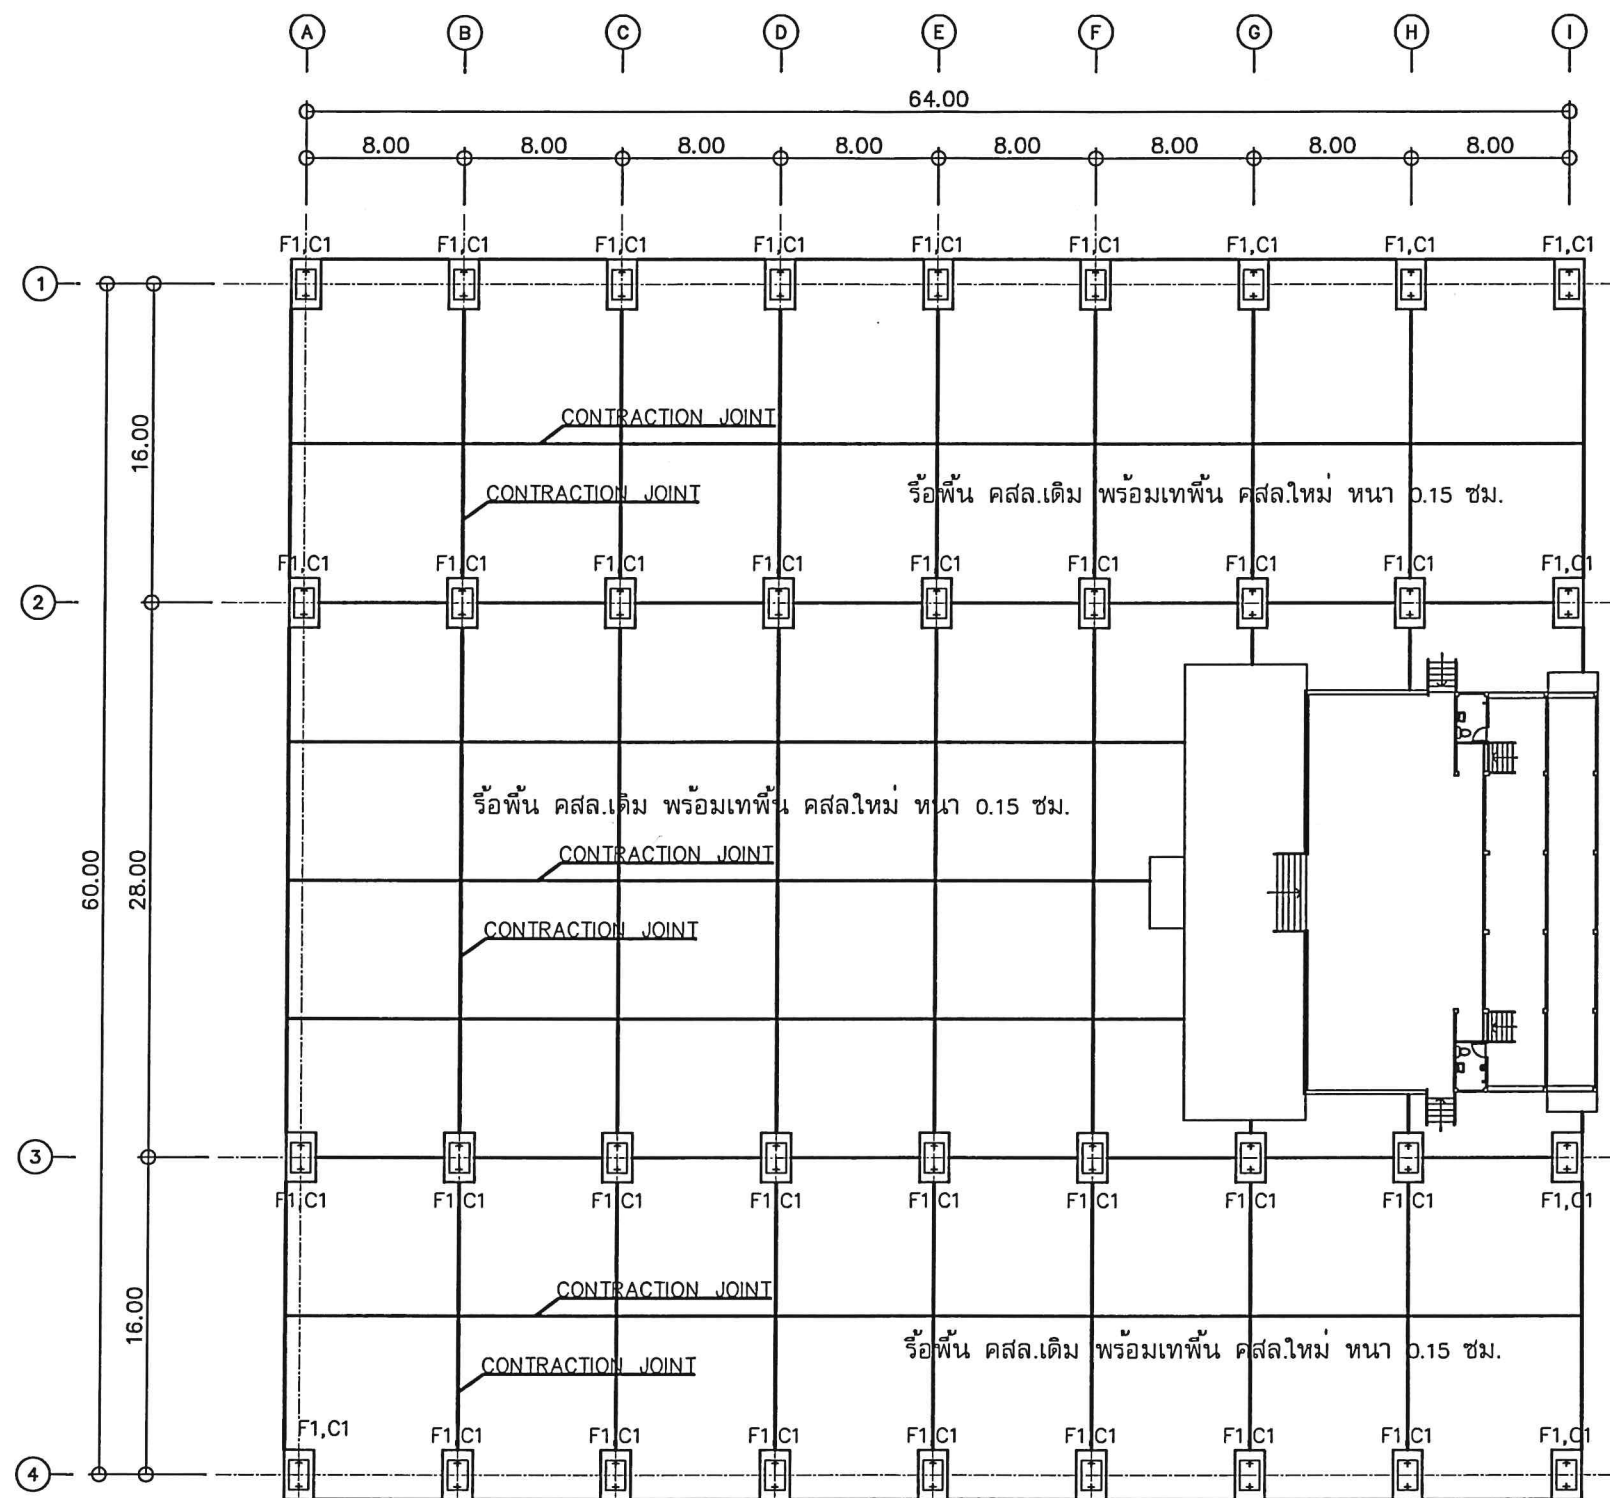 A B C D E F G H I
64.00
8.00 8.00 8.00 8.00 8.00 8.00 8.00 8.00
F1,C1 F1,C1 F1,C1 F1,C1 F1,C1 F1,C1 F1,C1 F1,C1 F1,C1
1
CONTRACTION JOINT
16.00
CONTRACTION JOINT
รื้อพื้น คสล.เดิม พร้อมเทพื้น คสล.ใหม่ หนา 0.15 ซม.
F1,C1 F1,C1 F1,C1 F1,C1 F1,C1 F1,C1 F1,C1 F1,C1 F1,C1
2
รื้อพื้น คสล.เดิม พร้อมเทพื้น คสล.ใหม่ หนา 0.15 ซม.
CONTRACTION JOINT
60.00
28.00
CONTRACTION JOINT
3
F1,C1 F1,C1 F1,C1 F1,C1 F1,C1 F1,C1 F1,C1 F1,C1 F1,C1
CONTRACTION JOINT
16.00
รื้อพื้น คสล.เดิม พร้อมเทพื้น คสล.ใหม่ หนา 0.15 ซม.
CONTRACTION JOINT
F1,C1 F1,C1 F1,C1 F1,C1 F1,C1 F1,C1 F1,C1 F1,C1 F1,C1
4